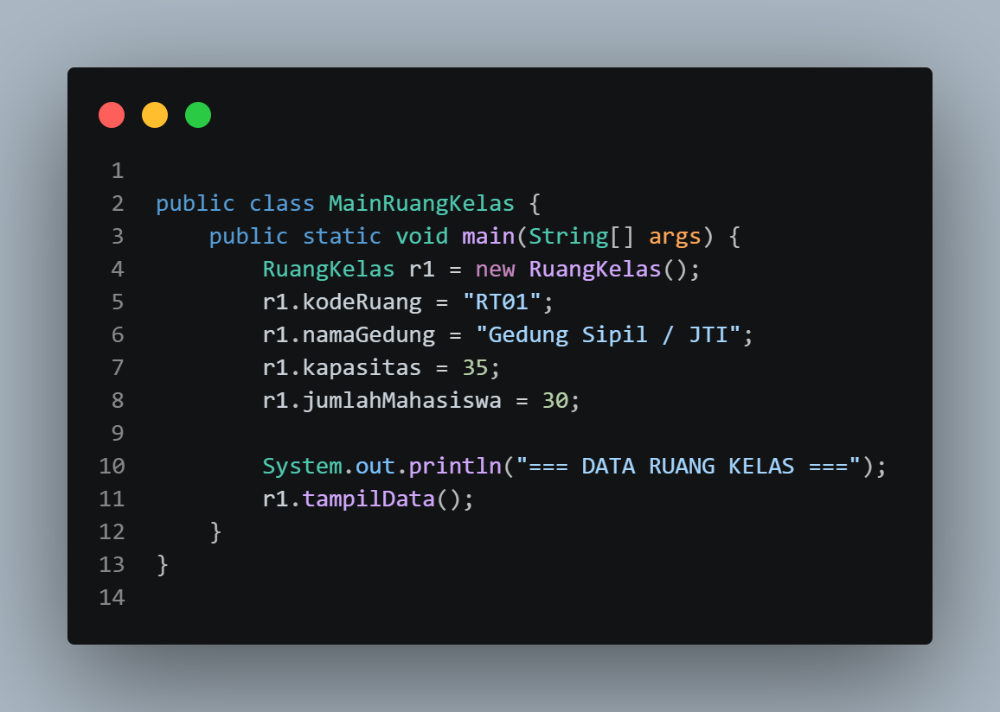 1
2 public class MainRuangKelas {
3     public static void main(String[] args) {
4         RuangKelas r1 = new RuangKelas();
5         r1.kodeRuang = "RT01";
6         r1.namaGedung = "Gedung Sipil / JTI";
7         r1.kapasitas = 35;
8         r1.jumlahMahasiswa = 30;
9
10         System.out.println("=== DATA RUANG KELAS ===");
11         r1.tampilData();
12     }
13 }
14